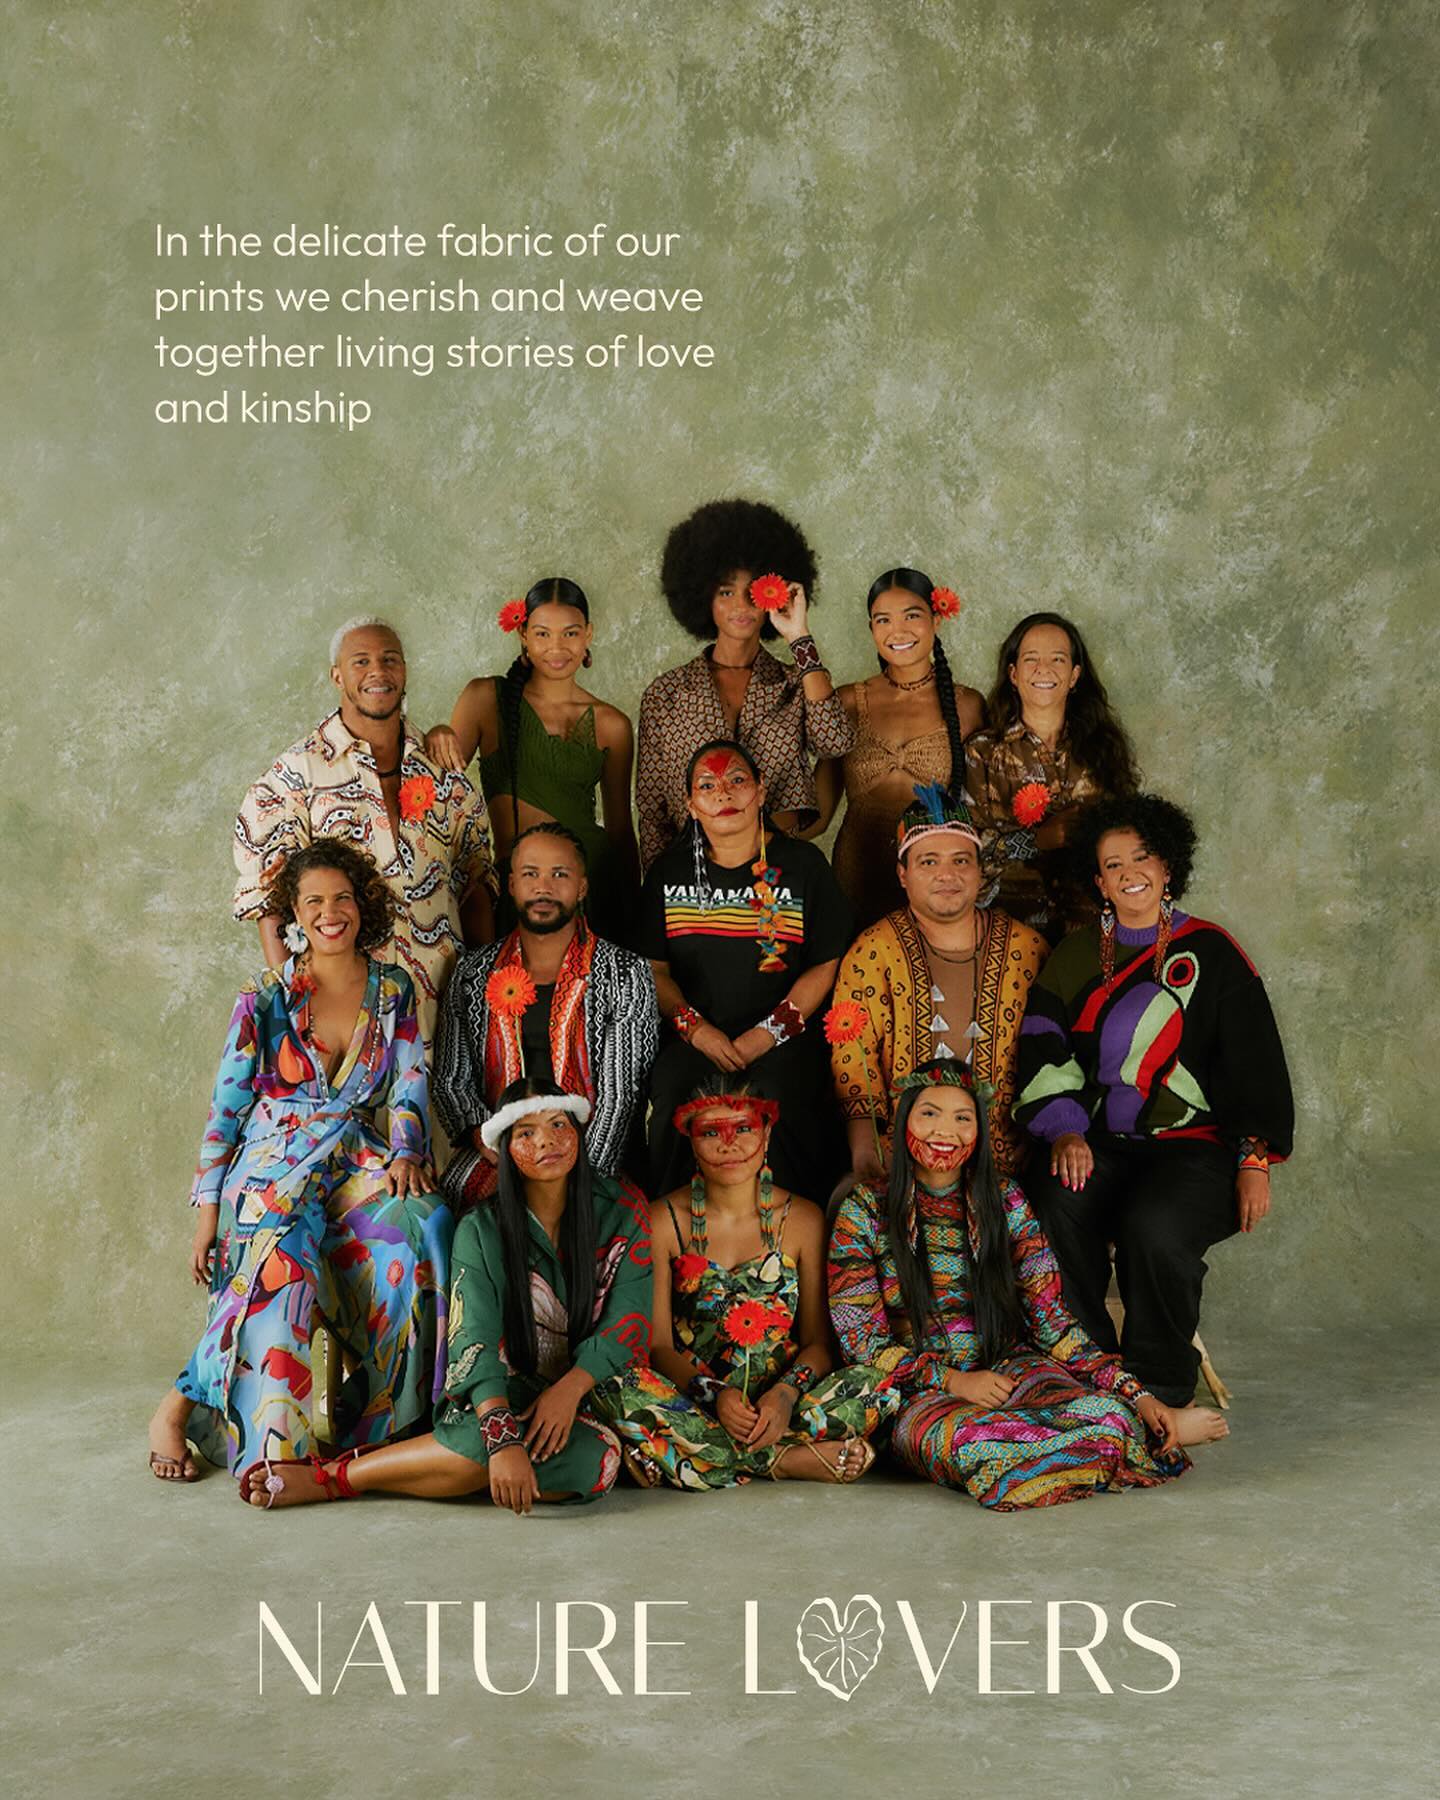 In the delicate fabric of our
prints we cherish and weave
together living stories of love
and kinship
YAWANAWA
NATURE LOVERS